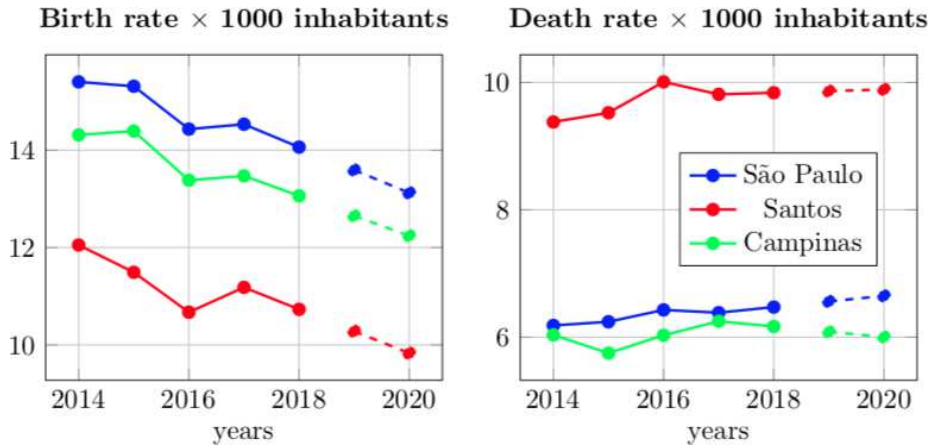 Birth rate × 1000 inhabitants
14
12
10
2014 2016 2018 2020
years
Death rate × 1000 inhabitants
10
8
6
São Paulo
Santos
Campinas
2014 2016 2018 2020
years